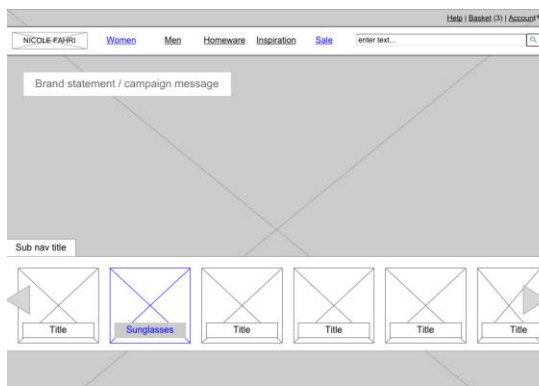 Help | Basket (3) | Account
NICOLE FAHRI Women Men Homeware Inspiration Sale enter text...
Brand statement / campaign message
Sub nav title
Title Sunglasses Title Title Title Title